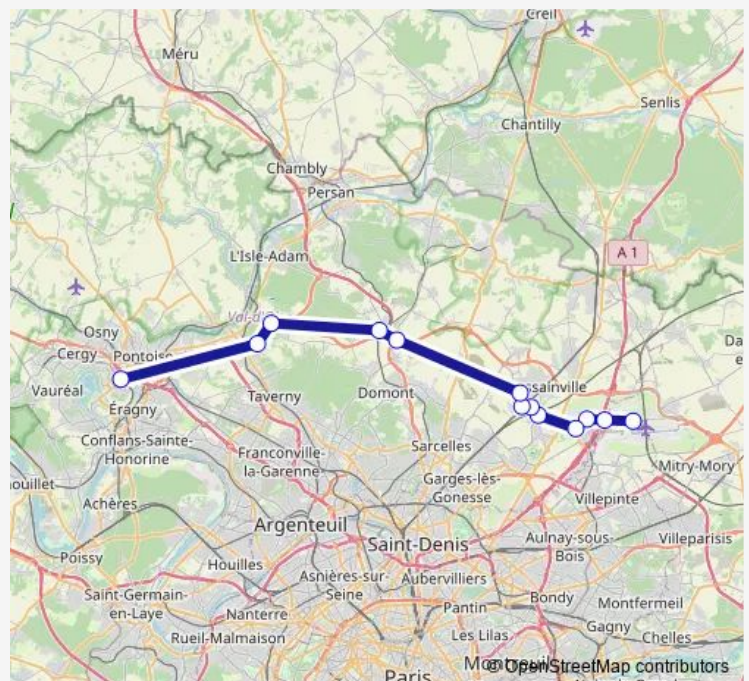 Creil
Méru
Senlis
Chantilly
Chambly
Persan
A 1
L'Isle-Adam
Osny
Cergy
Pontoise
Vauréal
Domont
Taverny
Éragny
Conflans-Sainte-
Honorine
Sarcelles
Franconville-
la-Garenne
Mitry-Mory
Garges-lès-
Gonesse
Villepinte
Achères
Argenteuil
Saint-Denis
Aulnay-sous-
Bois
Villeparisis
Poissy
Houilles
Asnières-sur-
Seine
Aubervilliers
Saint-Germain-
en-Laye
Nanterre
Pantin
Bondy
Montfermeil
Gagny
Rueil-Malmaison
Les Lilas
Chelles
Paris
© OpenStreetMap contributors